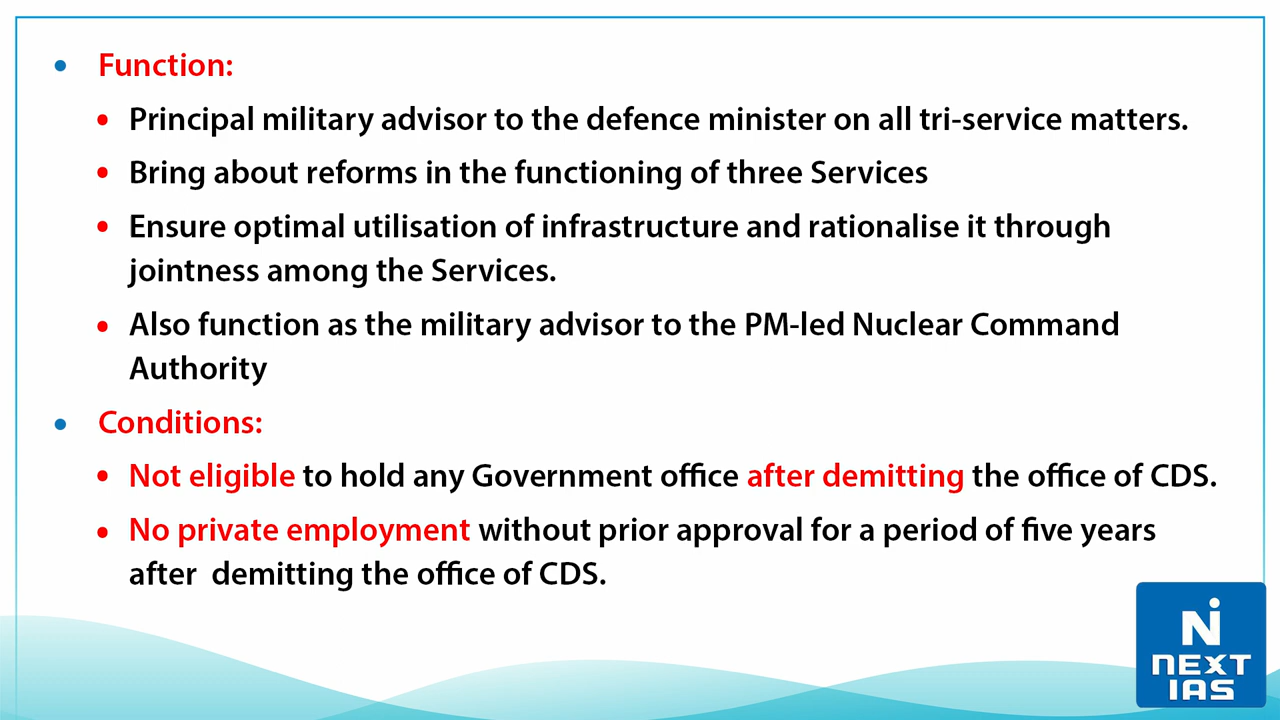 • Function:
• Principal military advisor to the defence minister on all tri-service matters.
• Bring about reforms in the functioning of three Services
• Ensure optimal utilisation of infrastructure and rationalise it through
jointness among the Services.
• Also function as the military advisor to the PM-led Nuclear Command
Authority
• Conditions:
• Not eligible to hold any Government office after demitting the office of CDS.
• No private employment without prior approval for a period of five years
after demitting the office of CDS.
N
NEXT
IAS